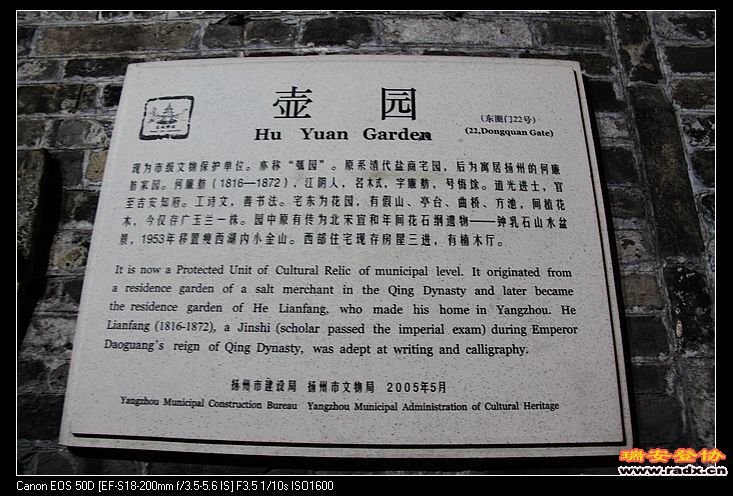 瑞安登协
www.radx.cn
壶 园
(东圈门22号)
Hu Yuan Garden
(22,Dongquan Gate)
现为市级文物保护单位。亦称“瓠园”。原系清代盐商宅园,后为寓居扬州的何廉
舫家园。何廉舫(1816—1872),江阴人,名栻,字廉舫,号悔馀。道光进士,官
至吉安知府。工诗文,善书法。宅东为花园,有假山、亭台、曲桥、方池,间植花
木,今仅存广玉兰一株。园中原有传为北宋宣和年间花石纲遗物——钟乳石山水盆
景,1953年移置瘦西湖内小金山。西部住宅现存房屋三进,有楠木厅。
It is now a Protected Unit of Cultural Relic of municipal level. It originated from
a residence garden of a salt merchant in the Qing Dynasty and later became
the residence garden of He Lianfang, who made his home in Yangzhou. He
Lianfang (1816-1872), a Jinshi (scholar passed the imperial exam) during Emperor
Daoguang's reign of Qing Dynasty, was adept at writing and calligraphy.
扬州市建设局 扬州市文物局 2005年5月
Yangzhou Municipal Construction Bureau Yangzhou Municipal Administration of Cultural Heritage
瑞安登协
http://www.radx.cn/
Canon EOS 50D [EF-S18-200mm f/3.5-5.6 IS] F3.5 1/10s ISO1600